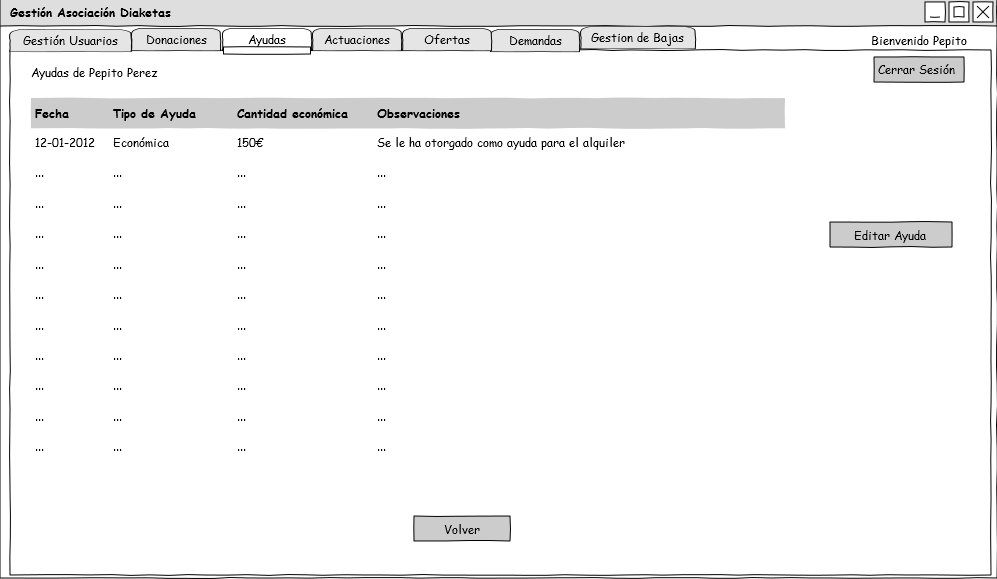 Gestión Asociación Diaketas
Gestión Usuarios Donaciones Ayudas Actuaciones Ofertas Demandas Gestion de Bajas
Bienvenido Pepito
Cerrar Sesión
Ayudas de Pepito Perez
Fecha Tipo de Ayuda Cantidad económica Observaciones
12-01-2012 Económica 150€ Se le ha otorgado como ayuda para el alquiler
... ... ... ...
... ... ... ...
... ... ... ...
Editar Ayuda
... ... ... ...
... ... ... ...
... ... ... ...
... ... ... ...
... ... ... ...
... ... ... ...
... ... ... ...
Volver